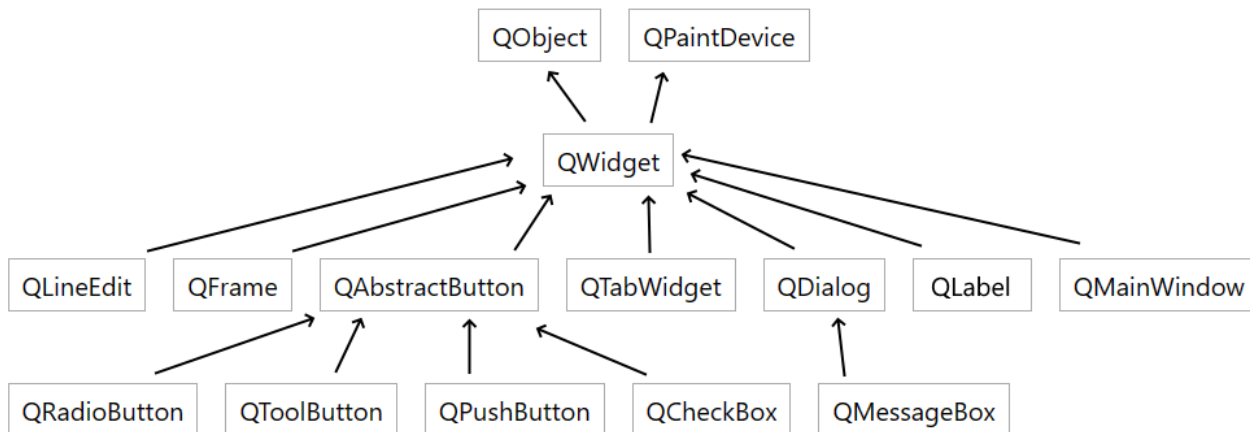 QObject QPaintDevice
QWidget
QLineEdit QFrame QAbstractButton QTabWidget QDialog QLabel QMainWindow
QRadioButton QToolButton QPushButton QCheckBox QMessageBox